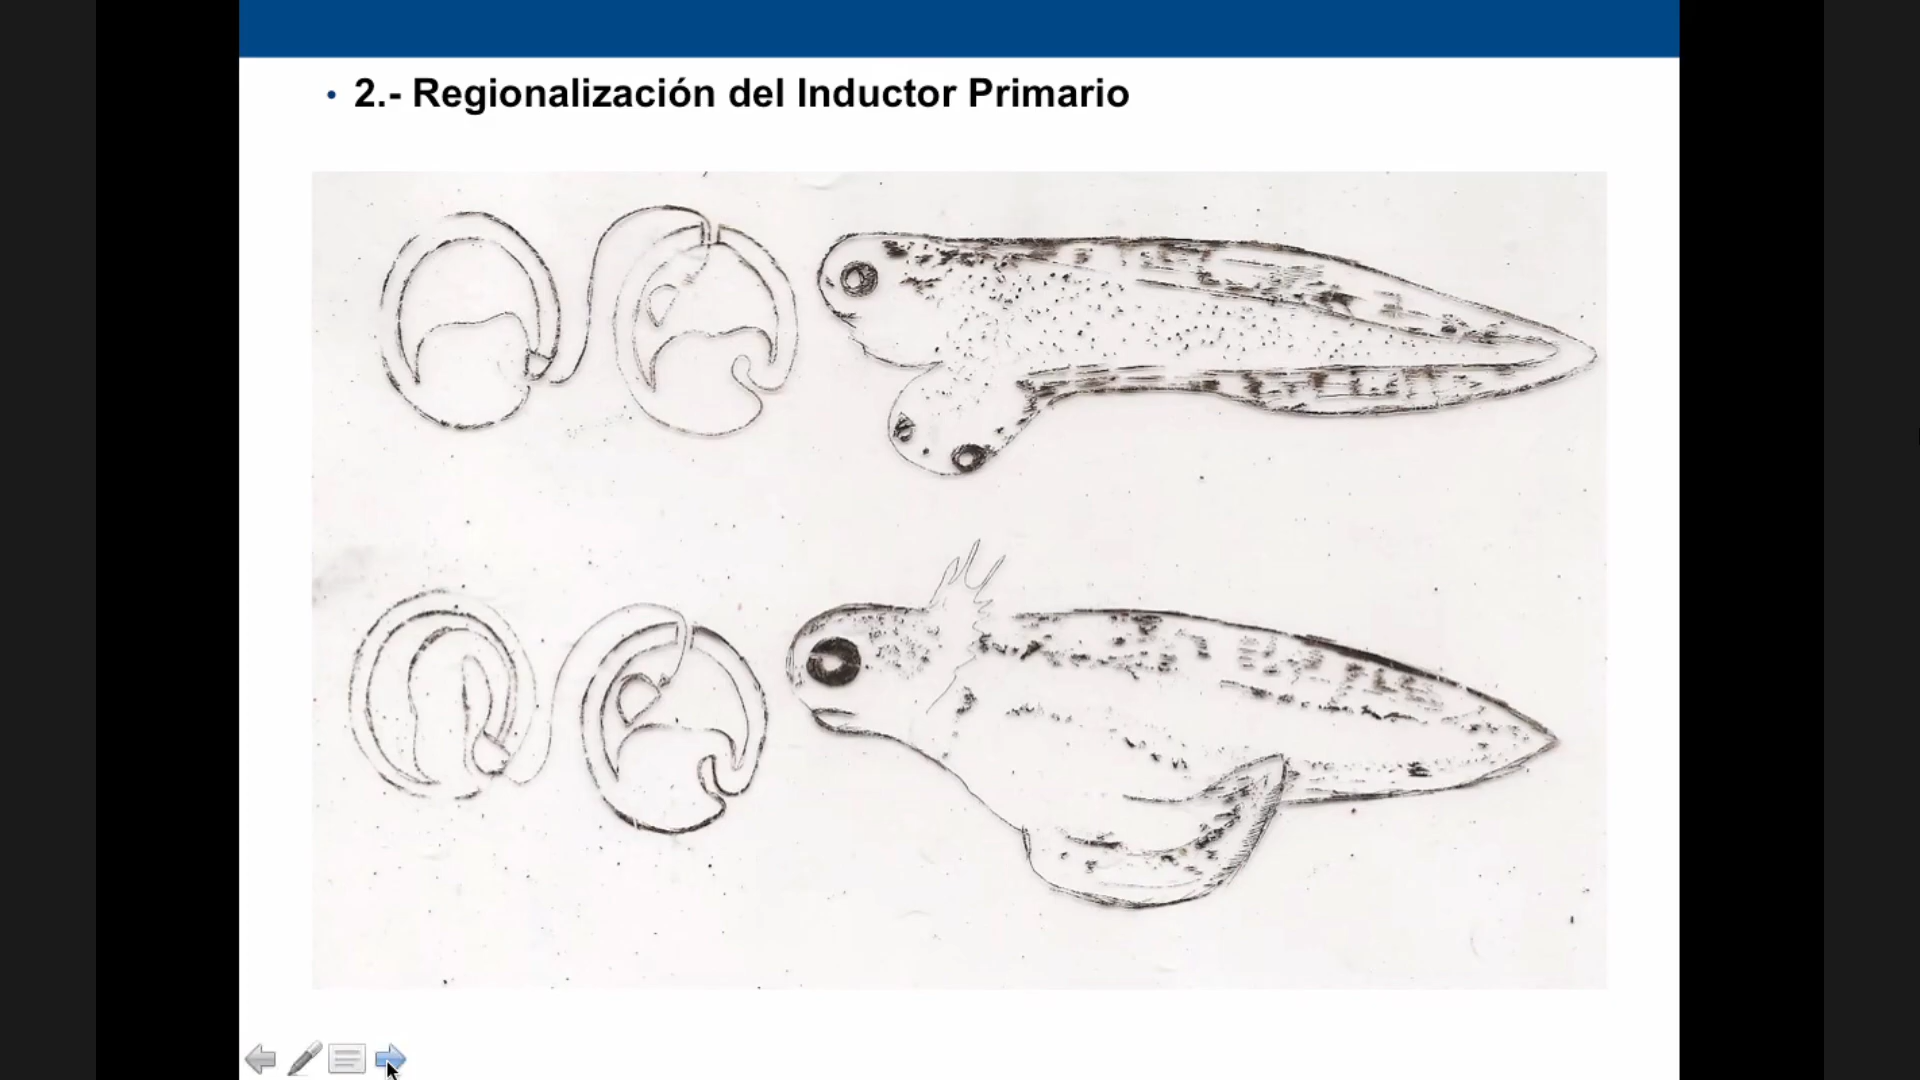 • 2.- Regionalización del Inductor Primario